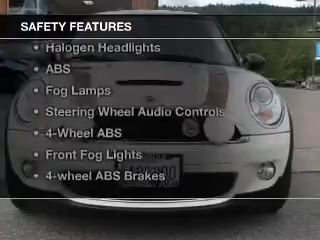 SAFETY FEATURES
• Halogen Headlights
• ABS
• Fog Lamps
• Steering Wheel Audio Controls
• 4-Wheel ABS
• Front Fog Lights
• 4-wheel ABS Brakes